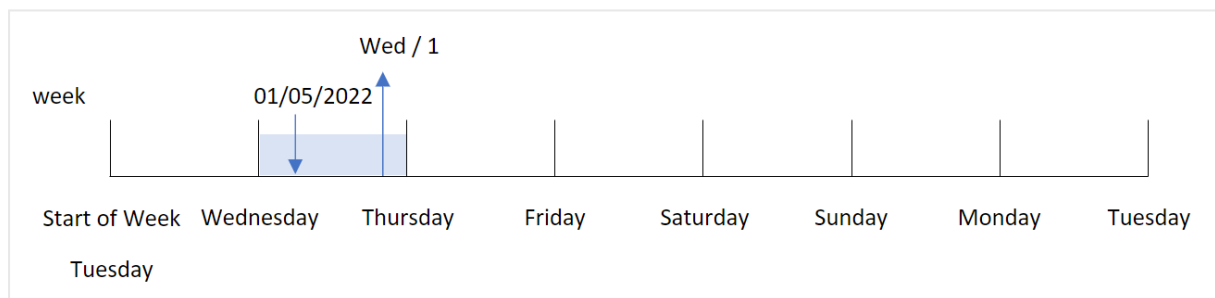 Wed / 1
week
01/05/2022
Start of Week Wednesday Thursday Friday Saturday Sunday Monday Tuesday
Tuesday